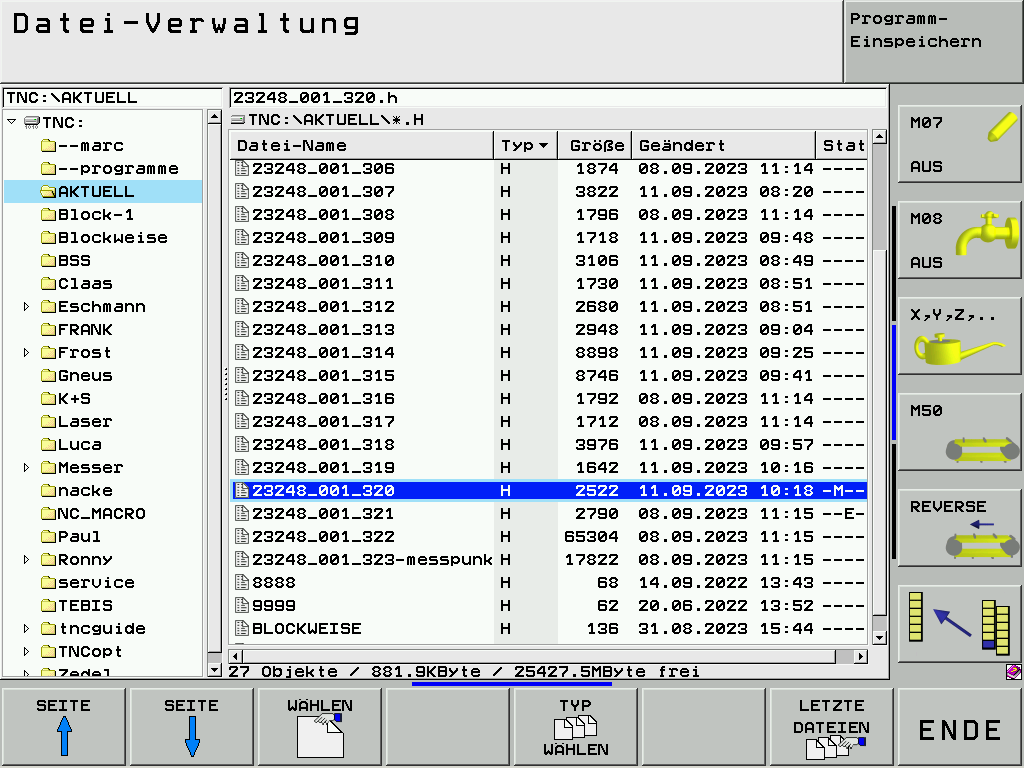 Datei-Verwaltung
Programm-
Einspeichern
TNC:\AKTUELL
23248_001_320.h
TNC:
--marc
--programme
AKTUELL
Block-1
Blockweise
BSS
Claas
Eschmann
FRANK
Frost
Gneus
K+S
Laser
Luca
Messer
nacke
NC_MACRO
Paul
Ronny
service
TEBIS
tncguide
TNCopt
Zedel
TNC:\AKTUELL\*.H
Datei-Name Typ Größe Geändert Stat
23248_001_306 H 1874 08.09.2023 11:14 ----
23248_001_307 H 3822 11.09.2023 08:20 ----
23248_001_308 H 1796 08.09.2023 11:14 ----
23248_001_309 H 1718 11.09.2023 09:48 ----
23248_001_310 H 3106 11.09.2023 08:49 ----
23248_001_311 H 1730 11.09.2023 08:51 ----
23248_001_312 H 2680 11.09.2023 08:51 ----
23248_001_313 H 2948 11.09.2023 09:04 ----
23248_001_314 H 8898 11.09.2023 09:25 ----
23248_001_315 H 8746 11.09.2023 09:41 ----
23248_001_316 H 1792 08.09.2023 11:14 ----
23248_001_317 H 1712 08.09.2023 11:14 ----
23248_001_318 H 3976 11.09.2023 09:57 ----
23248_001_319 H 1642 11.09.2023 10:16 ----
23248_001_320 H 2522 11.09.2023 10:18 -M--
23248_001_321 H 2790 08.09.2023 11:15 --E-
23248_001_322 H 65304 08.09.2023 11:15 ----
23248_001_323-messpunk H 17822 08.09.2023 11:15 ----
8888 H 68 14.09.2022 13:43 ----
9999 H 62 20.06.2022 13:52 ----
BLOCKWEISE H 136 31.08.2023 15:44 ----
27 Objekte / 881.9KByte / 25427.5MByte frei
M07
AUS
M08
AUS
X,Y,Z,..
M50
REVERSE
SEITE
SEITE
WÄHLEN
TYP
WÄHLEN
LETZTE
DATEIEN
ENDE